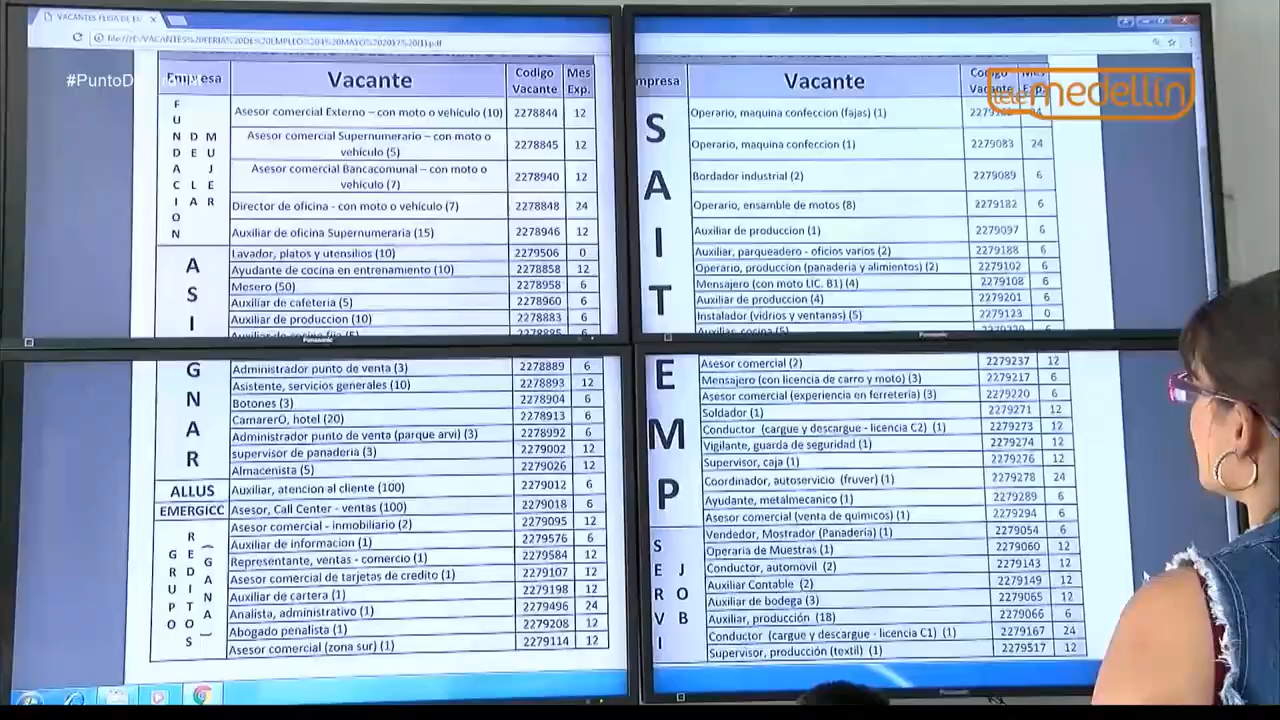 VACANTES FERIA DE EM
file:///D:/VACANTES%20FERIA%20DE%20EMPLEO%20
%20MAYO%202017%20(1).pdf
#PuntoD
telemedellín
Empresa Vacante Codigo Vacante Mes Exp.
FUNDACION DE LA MUJER
Asesor comercial Externo – con moto o vehículo (10) 2278844 12
Asesor comercial Supernumerario – con moto o vehículo (5) 2278845 12
Asesor comercial Bancacomunal – con moto o vehículo (7) 2278940 12
Director de oficina - con moto o vehículo (7) 2278848 24
Auxiliar de oficina Supernumeraria (15) 2278946 12
ASIGNAR
Lavador, platos y utensilios (10) 2279506 0
Ayudante de cocina en entrenamiento (10) 2278858 12
Mesero (50) 2278958 6
Auxiliar de cafeteria (5) 2278960 6
Auxiliar de produccion (10) 2278883 6
Auxiliar de cocina fija (5) 2278885 6
Administrador punto de venta (3) 2278889 6
Asistente, servicios generales (10) 2278893 12
Botones (3) 2278904 6
CamarerO, hotel (20) 2278913 6
Administrador punto de venta (parque arvi) (3) 2278992 6
supervisor de panaderia (3) 2279002 12
Almacenista (5) 2279026 12
ALLUS Auxiliar, atencion al cliente (100) 2279012 6
EMERGICC Asesor, Call Center - ventas (100) 2279018 6
GRUPO REDITOS (GANA)
Asesor comercial - inmobiliario (2) 2279095 12
Auxiliar de informacion (1) 2279576 6
Representante, ventas - comercio (1) 2279584 12
Asesor comercial de tarjetas de credito (1) 2279107 12
Auxiliar de cartera (1) 2279198 12
Analista, administrativo (1) 2279496 24
Abogado penalista (1) 2279208 12
Asesor comercial (zona sur) (1) 2279114 12
mpresa Vacante Codigo Vacante Mes Exp.
SAITEMP
Operario, maquina confeccion (fajas) (1) 24
Operario, maquina confeccion (1) 2279083 24
Bordador industrial (2) 2279089 6
Operario, ensamble de motos (8) 2279182 6
Auxiliar de produccion (1) 2279097 6
Auxiliar, parqueadero - oficios varios (2) 2279188 6
Operario, produccion (panaderia y alimientos) (2) 2279102 6
Mensajero (con moto LIC. B1) (4) 2279108 6
Auxiliar de produccion (4) 2279201 6
Instalador (vidrios y ventanas) (5) 2279123 0
Auxiliar, cocina (5) 2279230 6
Asesor comercial (2) 2279237 12
Mensajero (con licencia de carro y moto) (3) 2279217 6
Asesor comercial (experiencia en ferreteria) (3) 2279220 6
Soldador (1) 2279271 12
Conductor (cargue y descargue - licencia C2) (1) 2279273 12
Vigilante, guarda de seguridad (1) 2279274 12
Supervisor, caja (1) 2279276 12
Coordinador, autoservicio (fruver) (1) 2279278 24
Ayudante, metalmecanico (1) 2279289 6
Asesor comercial (venta de quimicos) (1) 2279294 6
SERVI JOB
Vendedor, Mostrador (Panaderia) (1) 2279054 6
Operaria de Muestras (1) 2279060 12
Conductor, automovil (2) 2279143 12
Auxiliar Contable (2) 2279149 12
Auxiliar de bodega (3) 2279065 12
Auxiliar, producción (18) 2279066 6
Conductor (cargue y descargue - licencia C1) (1) 2279167 24
Supervisor, producción (textil) (1) 2279517 12
Panasonic
Panasonic
Panasonic